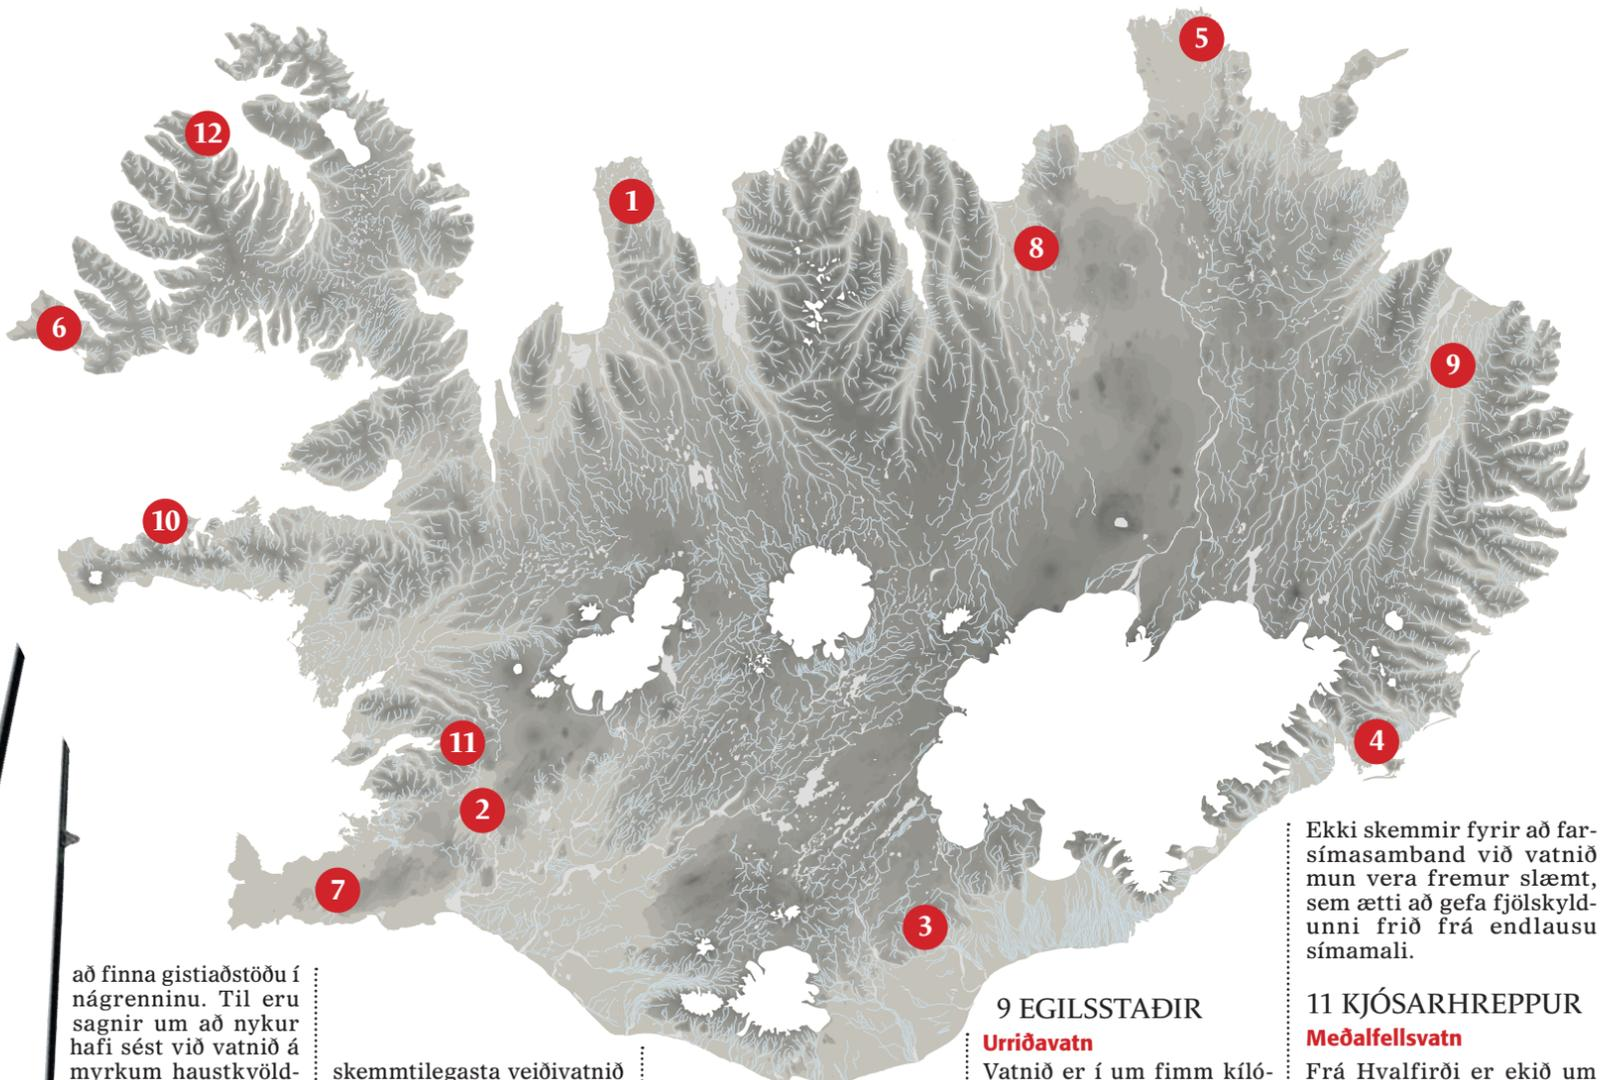 5
12
1
8
6
9
10
11
4
2
7
3
að finna gistiaðstöðu í
nágrenninu. Til eru
sagnir um að nykur
hafi sést við vatnið á
myrkum haustkvöld-
skemmtilegasta veiðivatnið
9 EGILSSTAÐIR
Urriðavatn
Vatnið er í um fimm kíló-
Ekki skemmir fyrir að far-
símasamband við vatnið
mun vera fremur slæmt,
sem ætti að gefa fjölskyld-
unni frið frá endlausu
símamali.
11 KJÓSARHREPPUR
Meðalfellsvatn
Frá Hvalfirði er ekið um